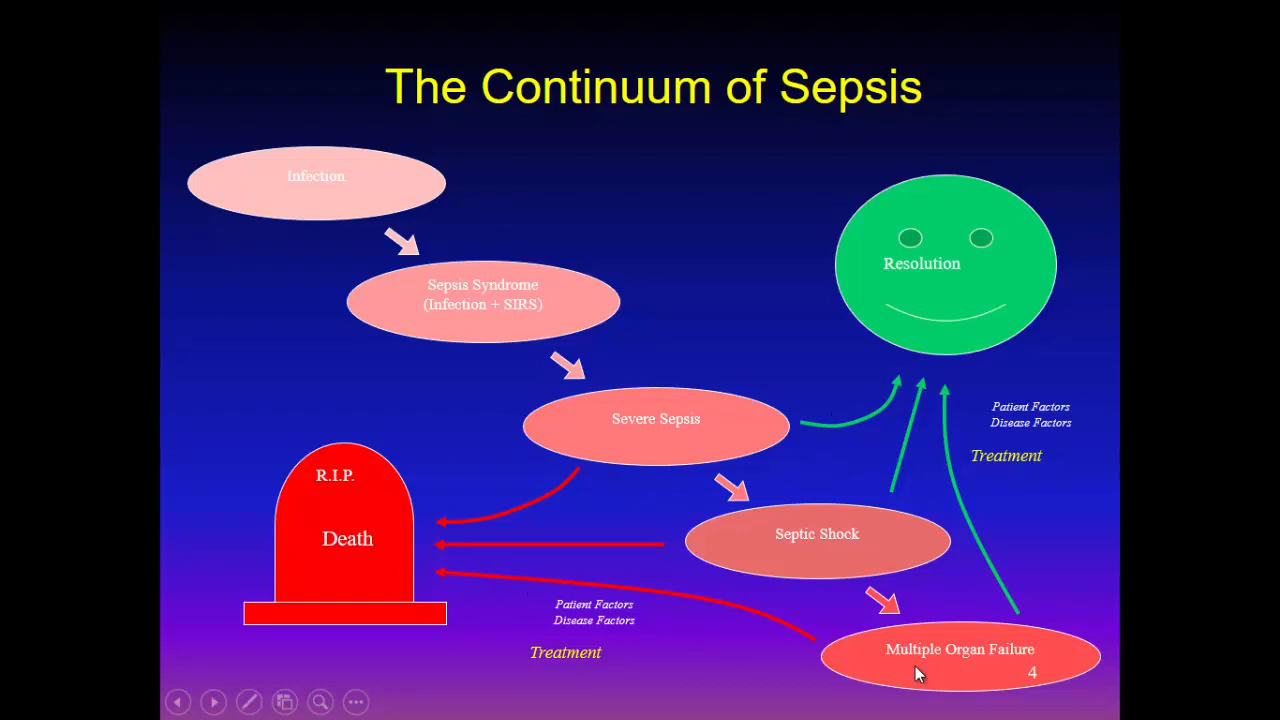 The Continuum of Sepsis
Infection
Sepsis Syndrome
(Infection + SIRS)
Resolution
Severe Sepsis
Patient Factors
Disease Factors
Treatment
R.I.P.
Death
Septic Shock
Patient Factors
Disease Factors
Treatment
Multiple Organ Failure
4